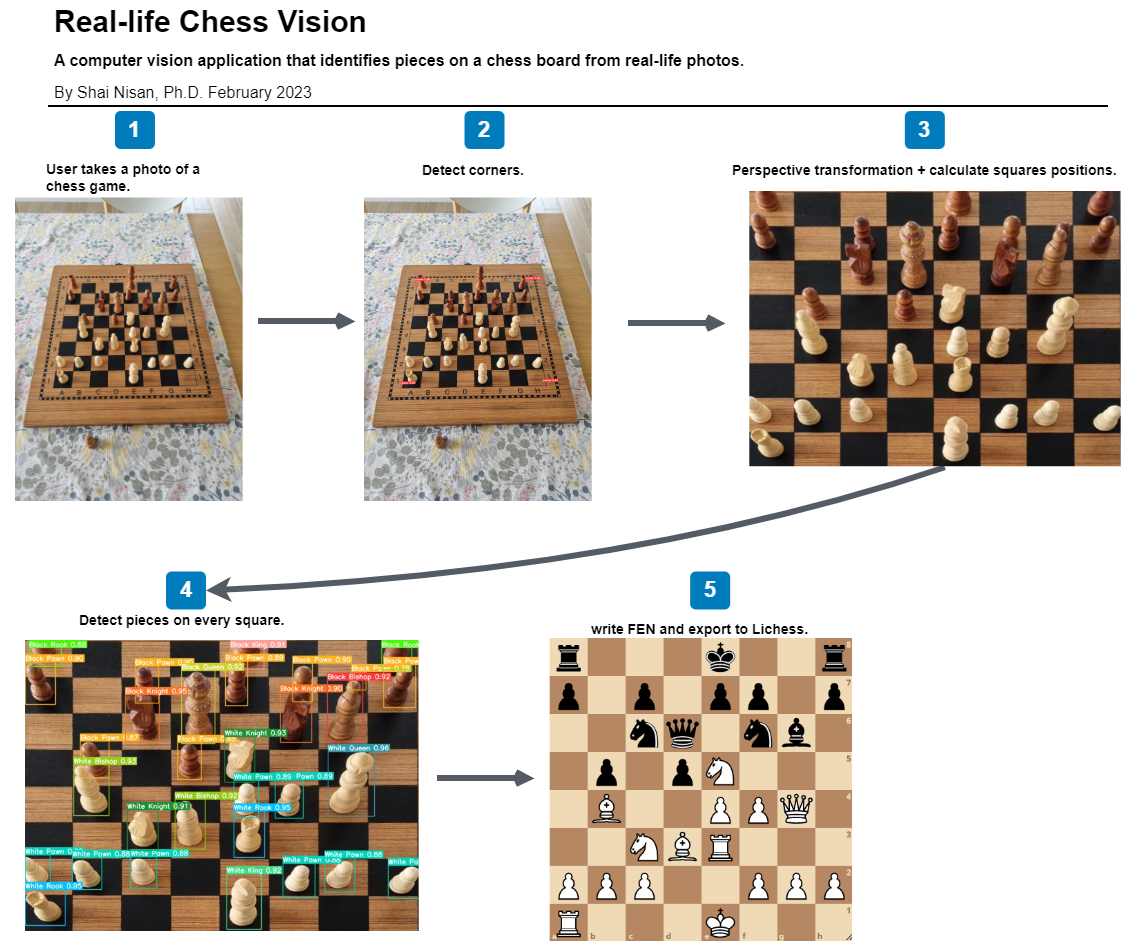 Real-life Chess Vision
A computer vision application that identifies pieces on a chess board from real-life photos.
By Shai Nisan, Ph.D. February 2023
1
2
3
User takes a photo of a
chess game.
Detect corners.
Perspective transformation + calculate squares positions.
A B C D E F G H
A B C D E F G H
4
5
Detect pieces on every square.
write FEN and export to Lichess.
Black Rook 0.88
Black King 0.91
Black Rook
Black Pawn 0.90
Black Pawn 0.90
Black Pawn 0.89
Black Pawn 0.90
Black Queen 0.92
Black Bishop 0.92
Black Knight 0.95
Black Knight 0.90
White Knight 0.93
Black Pawn 0.87
Black Pawn
White Queen 0.96
White Bishop 0.93
White Pawn 0.89
White Pawn 0.89
White Bishop 0.92
White Knight 0.91
White Rook 0.95
White Pawn
White Pawn 0.88
White Pawn 0.88
White Pawn 0.88
White Pawn 0.88
White King 0.92
White Rook 0.95
8
7
6
5
4
3
2
1
b c d e f g h